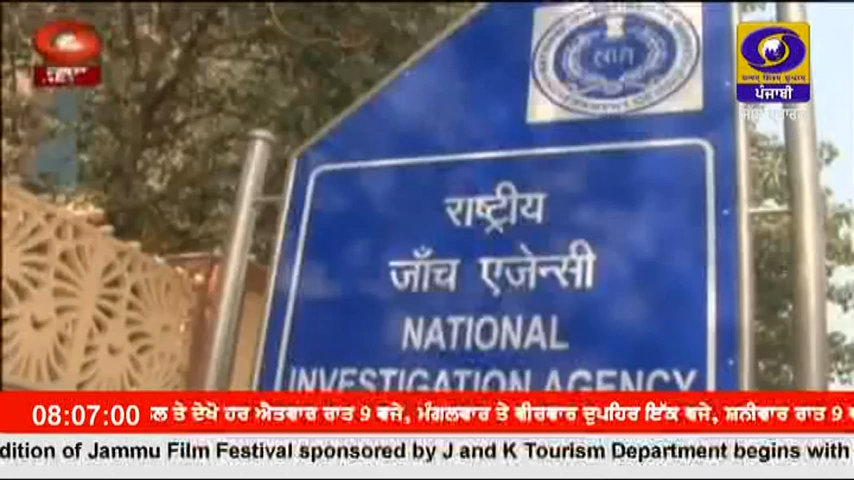 ਪੰਜਾਬੀ
राष्ट्रीय
जाँच एजेन्सी
NATIONAL
INVESTIGATION AGENCY
08:07:00 ਤੇ ਦੇਖੋ ਹਰ ਐਤਵਾਰ ਰਾਤ 9 ਵਜੇ, ਮੰਗਲਵਾਰ ਤੇ ਵੀਰਵਾਰ ਦੁਪਹਿਰ ਇੱਕ ਵਜੇ, ਸ਼ਨੀਵਾਰ ਰਾਤ 9
dition of Jammu Film Festival sponsored by J and K Tourism Department begins with